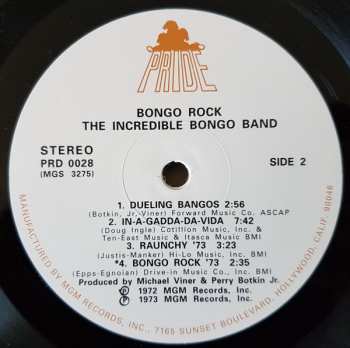 PRIDE
BONGO ROCK
THE INCREDIBLE BONGO BAND
STEREO
PRD 0028
(MGS 3275)
SIDE 2
1. DUELING BANGOS 2:56
(Botkin, Jr.-Viner) Forward Music Co. ASCAP
2. IN-A-GADDA-DA-VIDA 7:42
(Doug Ingle) Cotillion Music, Inc. &
Ten-East Music & Itasca Music BMI
3. RAUNCHY '73 3:23
(Justis-Manker) Hi-Lo Music, Inc. BMI
*4. BONGO ROCK '73 2:35
(Epps-Egnoian) Drive-in Music Co., Inc. BMI
Produced by Michael Viner & Perry Botkin Jr.
℗ 1972 MGM Records, Inc.
℗ 1973 MGM Records, Inc.
MANUFACTURED BY MGM RECORDS, INC., 7165 SUNSET BOULEVARD, HOLLYWOOD, CALIF. 90046